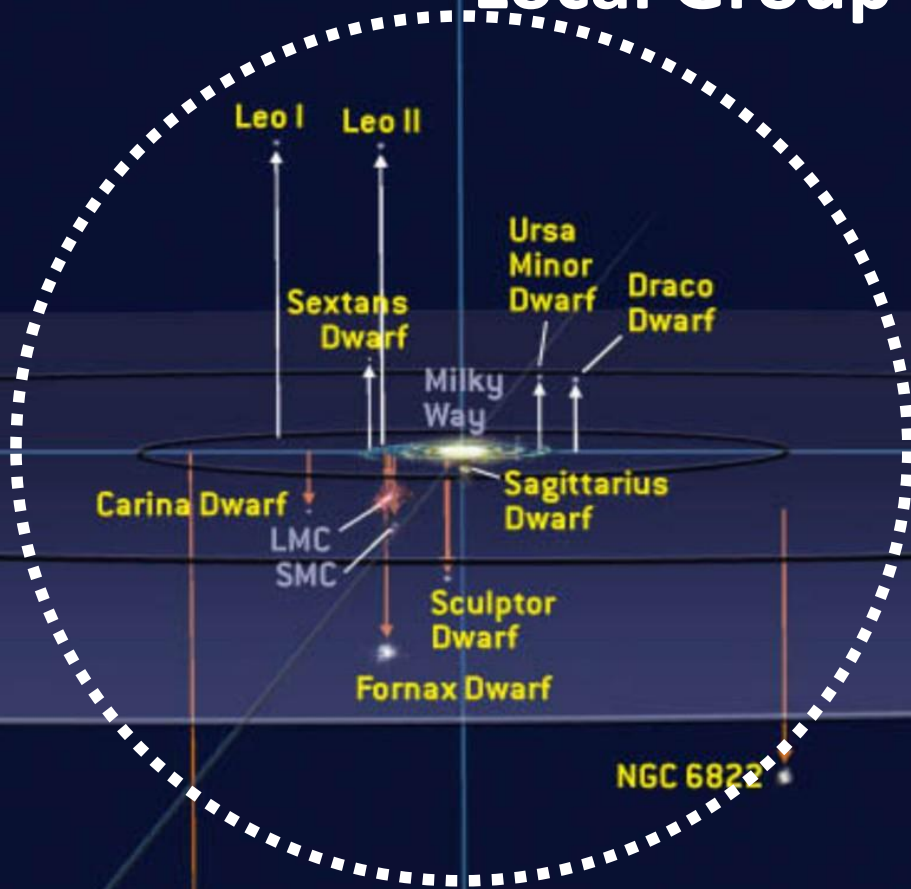 Local Group
Leo I
Leo II
Ursa
Minor
Dwarf
Draco
Dwarf
Sextans
Dwarf
Milky
Way
Carina Dwarf
LMC
SMC
Sagittarius
Dwarf
Sculptor
Dwarf
Fornax Dwarf
NGC 6822